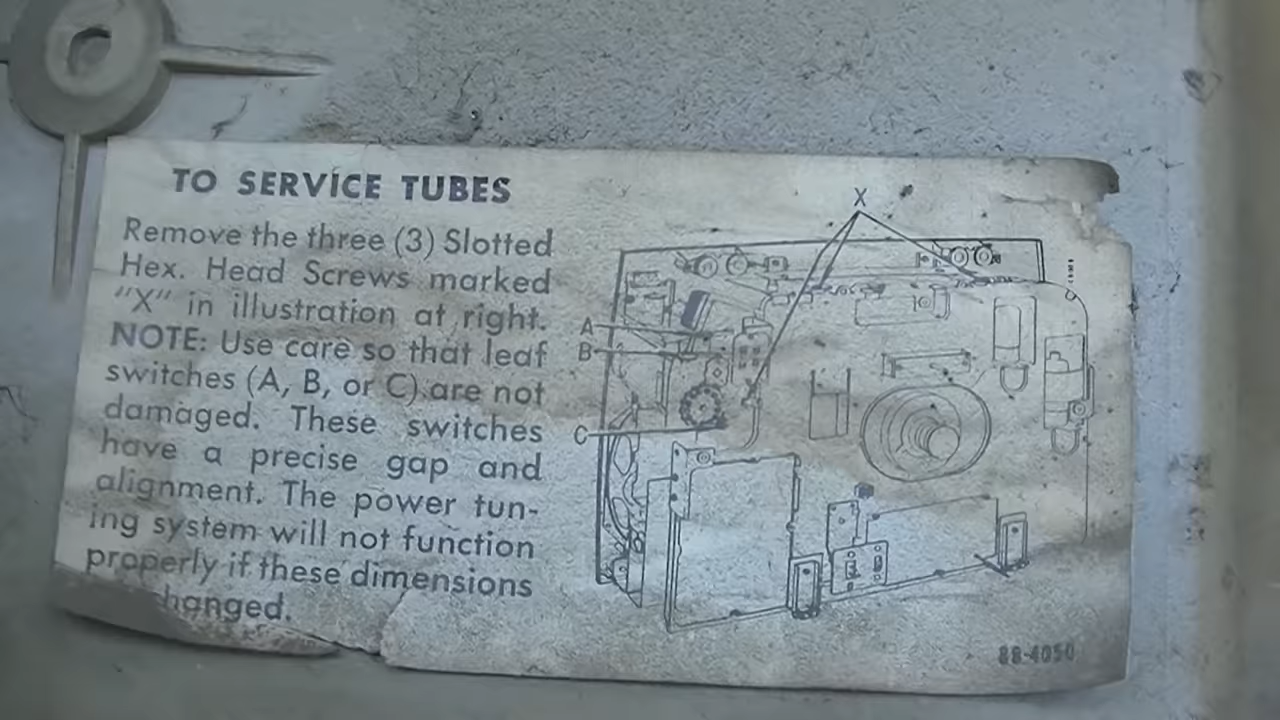 TO SERVICE TUBES
Remove the three (3) Slotted
Hex. Head Screws marked
"X" in illustration at right.
NOTE: Use care so that leaf
switches (A, B, or C) are not
damaged. These switches
have a precise gap and
alignment. The power tun-
ing system will not function
properly if these dimensions
hanged.
X
A
B
C
88-4050